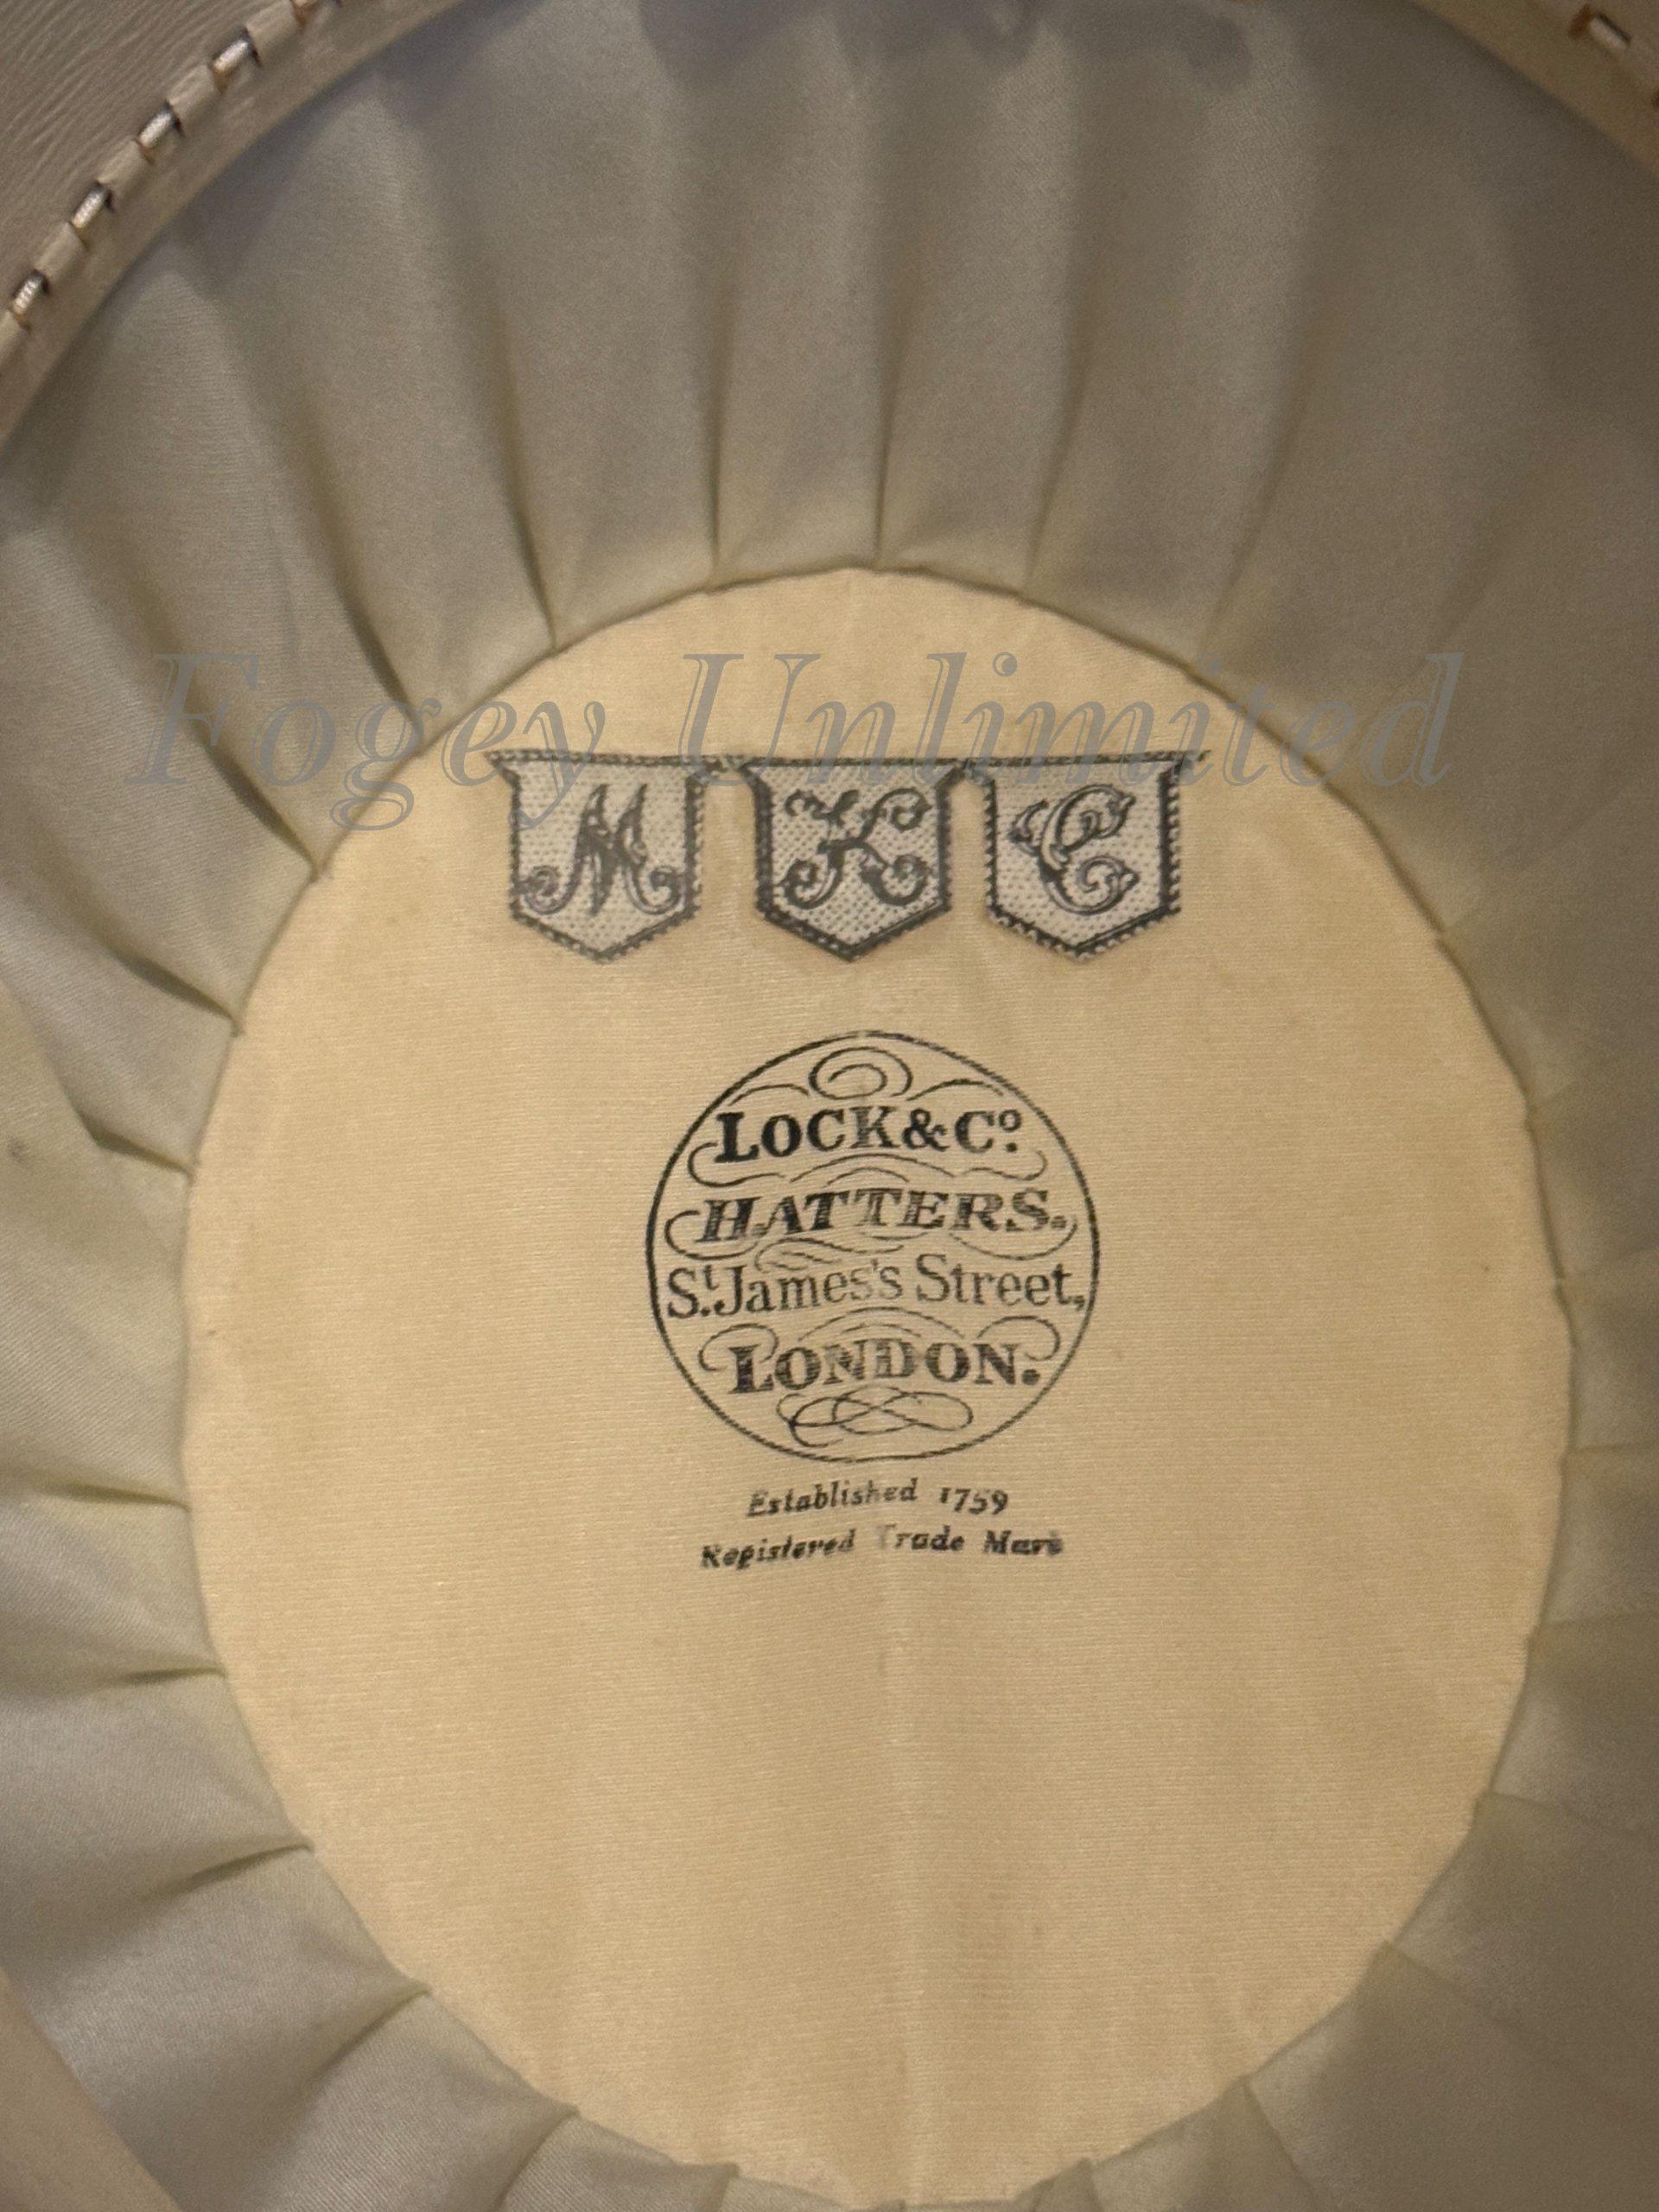 Fogey Unlimited
M K C
LOCK & Cº.
HATTERS.
St. James's Street,
LONDON.
Established 1759
Registered Trade Mark